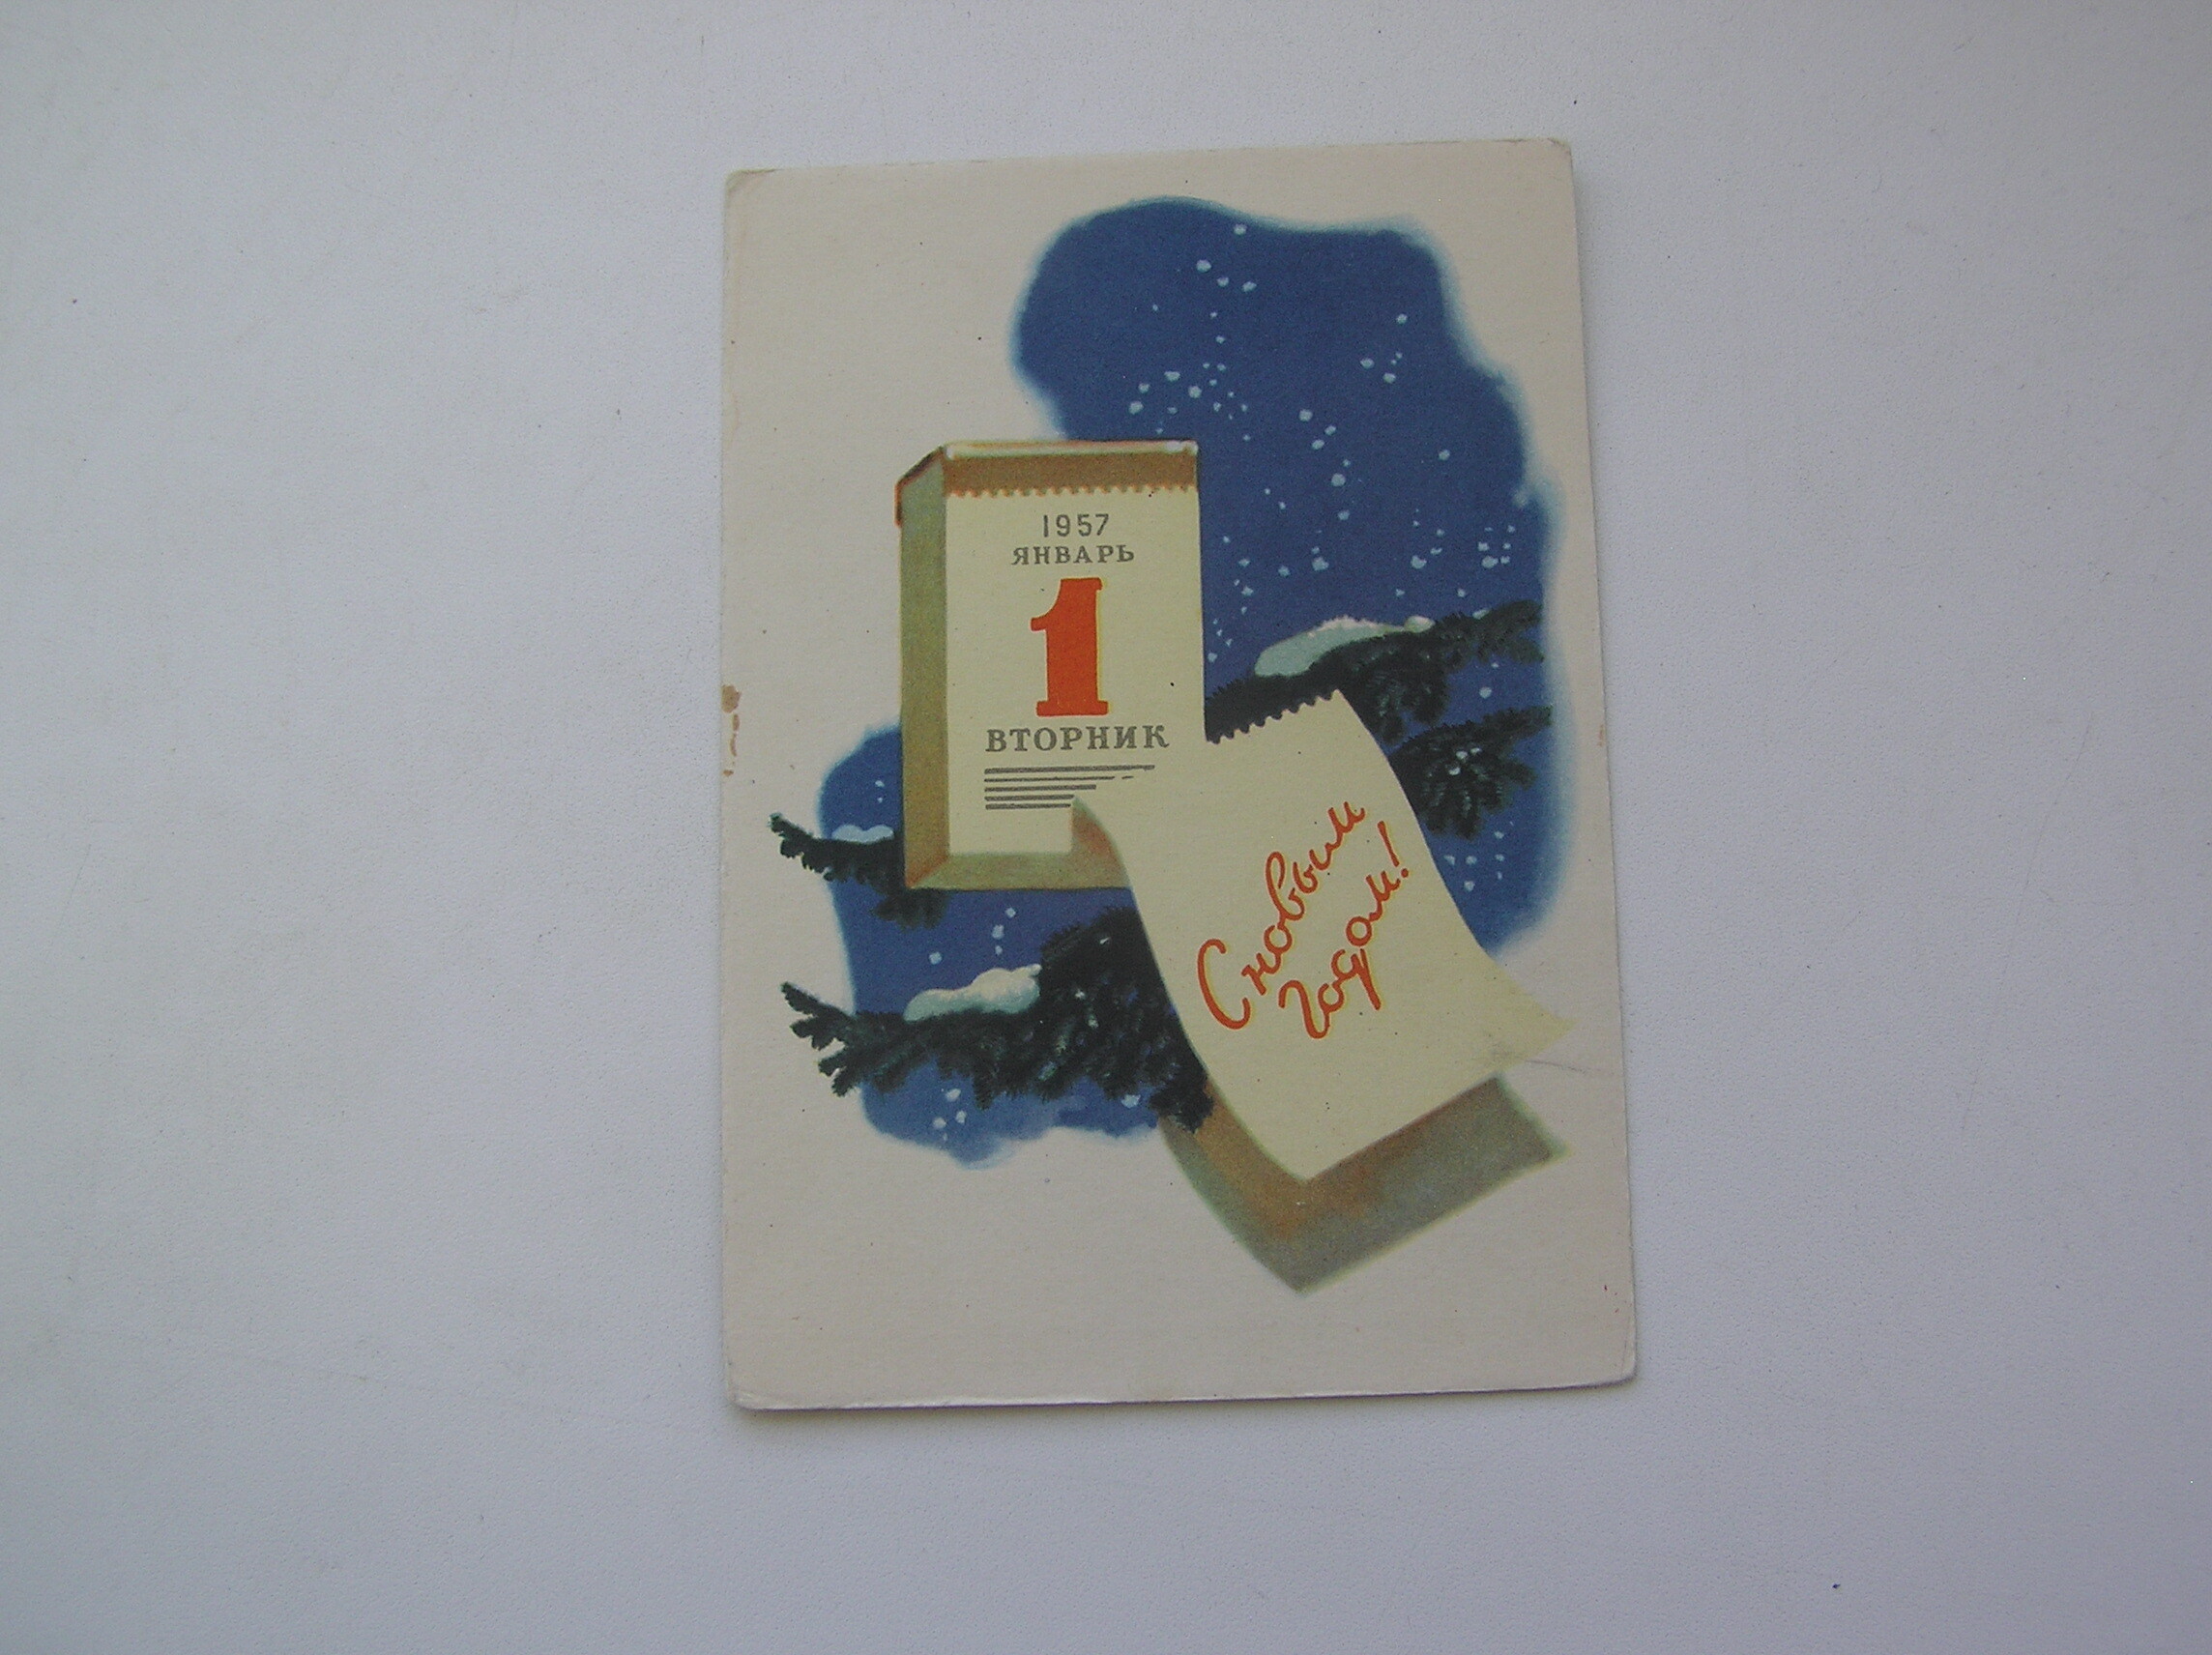 1957
ЯНВАРЬ
1
ВТОРНИК
С новым
годом!